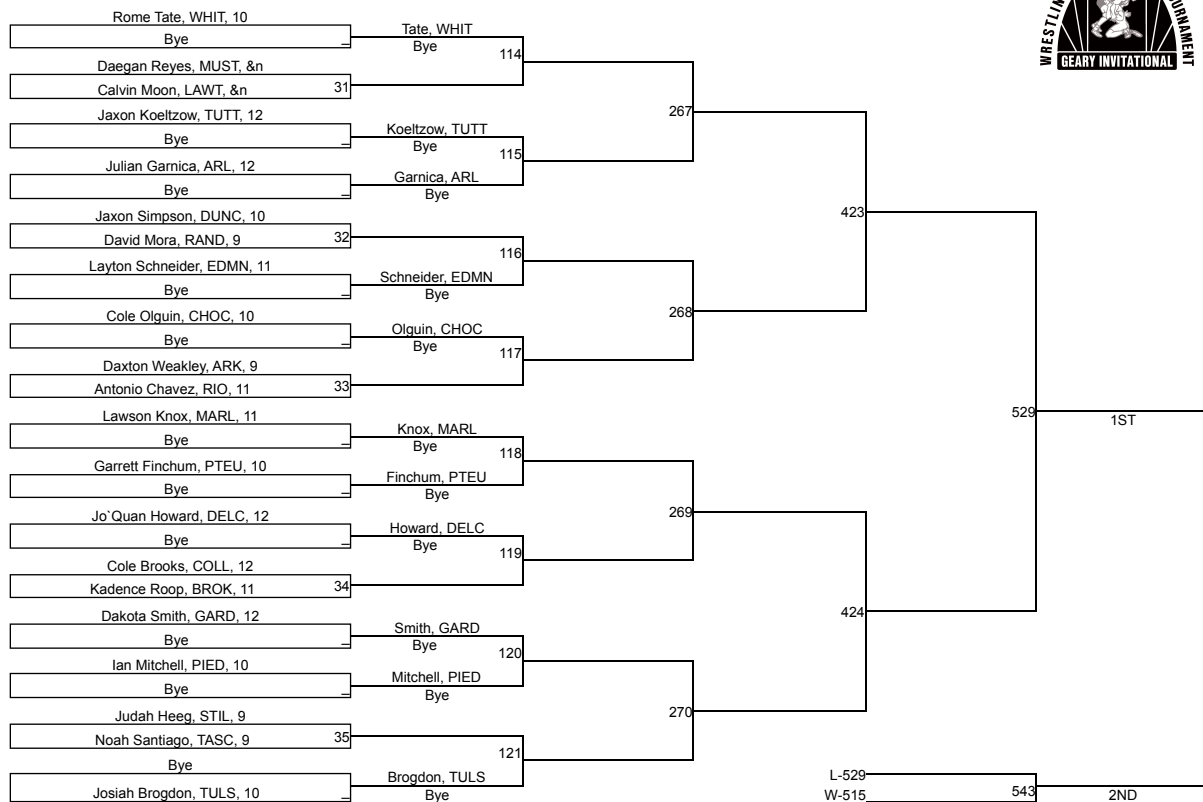 Rome Tate, WHIT, 10
Bye _
Tate, WHIT
Bye
114
Daegan Reyes, MUST, &n
Calvin Moon, LAWT, &n 31
267
Jaxon Koeltzow, TUTT, 12
Bye _
Koeltzow, TUTT
Bye
115
Julian Garnica, ARL, 12
Bye _
Garnica, ARL
Bye
423
Jaxon Simpson, DUNC, 10
David Mora, RAND, 9 32
116
Layton Schneider, EDMN, 11
Bye _
Schneider, EDMN
Bye
268
Cole Olguin, CHOC, 10
Bye _
Olguin, CHOC
Bye
117
Daxton Weakley, ARK, 9
Antonio Chavez, RIO, 11 33
529
1ST
Lawson Knox, MARL, 11
Bye _
Knox, MARL
Bye
118
Garrett Finchum, PTEU, 10
Bye _
Finchum, PTEU
Bye
269
Jo`Quan Howard, DELC, 12
Bye _
Howard, DELC
Bye
119
Cole Brooks, COLL, 12
Kadence Roop, BROK, 11 34
424
Dakota Smith, GARD, 12
Bye _
Smith, GARD
Bye
120
Ian Mitchell, PIED, 10
Bye _
Mitchell, PIED
Bye
270
Judah Heeg, STIL, 9
Noah Santiago, TASC, 9 35
121
Bye
Josiah Brogdon, TULS, 10 _
Brogdon, TULS
Bye
L-529
W-515
543
2ND
GEARY INVITATIONAL